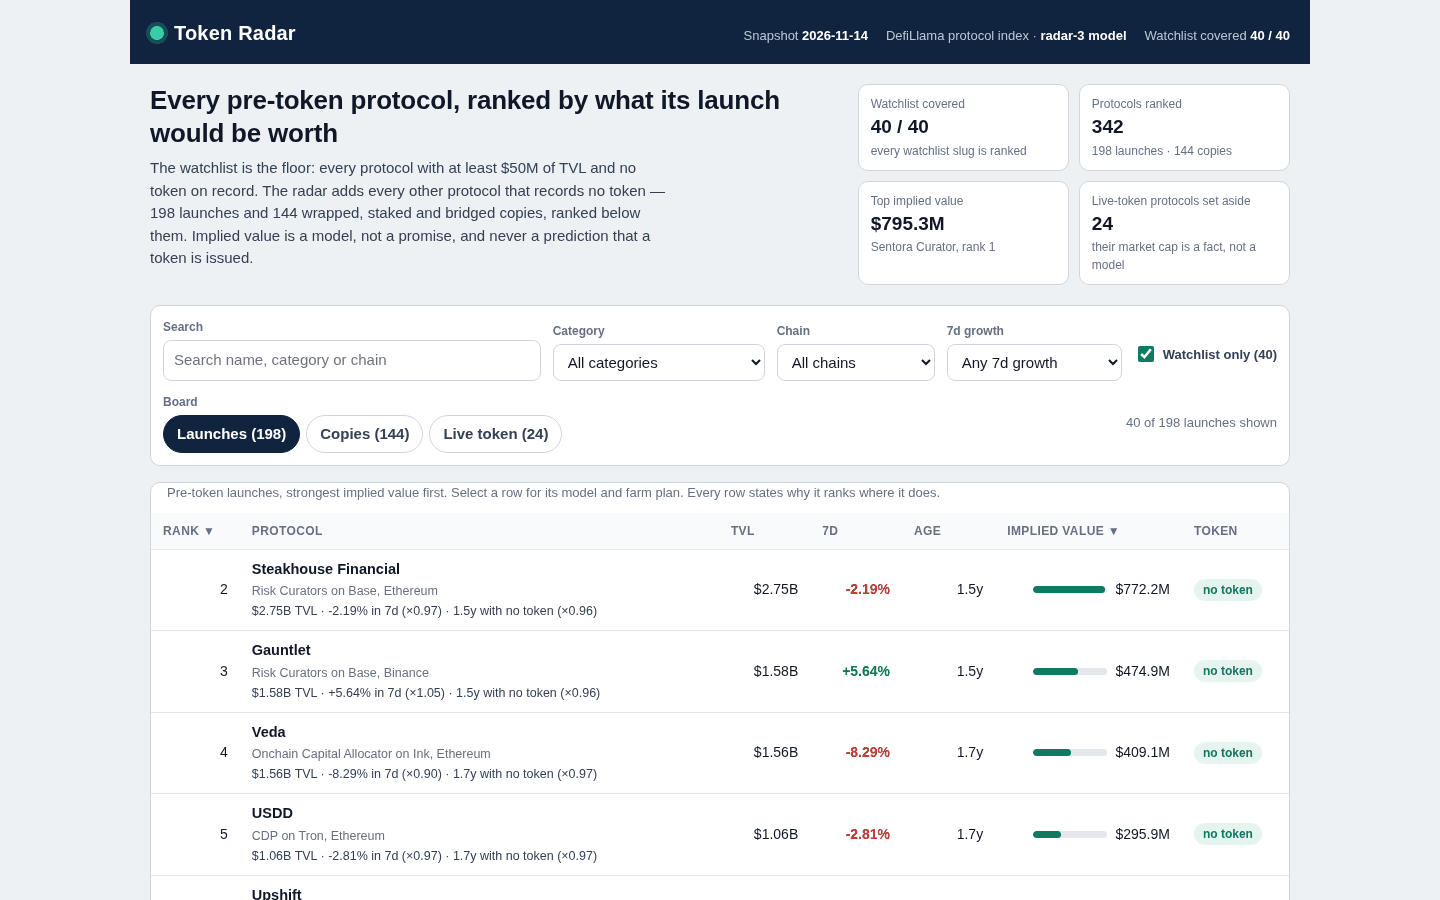 Token Radar
Snapshot 2026-11-14 DefiLlama protocol index · radar-3 model Watchlist covered 40 / 40
Every pre-token protocol, ranked by what its launch
would be worth
The watchlist is the floor: every protocol with at least $50M of TVL and no
token on record. The radar adds every other protocol that records no token —
198 launches and 144 wrapped, staked and bridged copies, ranked below
them. Implied value is a model, not a promise, and never a prediction that a
token is issued.
Watchlist covered
40 / 40
every watchlist slug is ranked
Protocols ranked
342
198 launches · 144 copies
Top implied value
$795.3M
Sentora Curator, rank 1
Live-token protocols set aside
24
their market cap is a fact, not a
model
Search
Search name, category or chain
Category
All categories
Chain
All chains
7d growth
Any 7d growth
Watchlist only (40)
Board
Launches (198) Copies (144) Live token (24)
40 of 198 launches shown
Pre-token launches, strongest implied value first. Select a row for its model and farm plan. Every row states why it ranks where it does.
RANK ▼ PROTOCOL TVL 7D AGE IMPLIED VALUE ▼ TOKEN
Steakhouse Financial
2 Risk Curators on Base, Ethereum $2.75B -2.19% 1.5y $772.2M no token
$2.75B TVL · -2.19% in 7d (×0.97) · 1.5y with no token (×0.96)
Gauntlet
3 Risk Curators on Base, Binance $1.58B +5.64% 1.5y $474.9M no token
$1.58B TVL · +5.64% in 7d (×1.05) · 1.5y with no token (×0.96)
Veda
4 Onchain Capital Allocator on Ink, Ethereum $1.56B -8.29% 1.7y $409.1M no token
$1.56B TVL · -8.29% in 7d (×0.90) · 1.7y with no token (×0.97)
USDD
5 CDP on Tron, Ethereum $1.06B -2.81% 1.7y $295.9M no token
$1.06B TVL · -2.81% in 7d (×0.97) · 1.7y with no token (×0.97)
Upshift